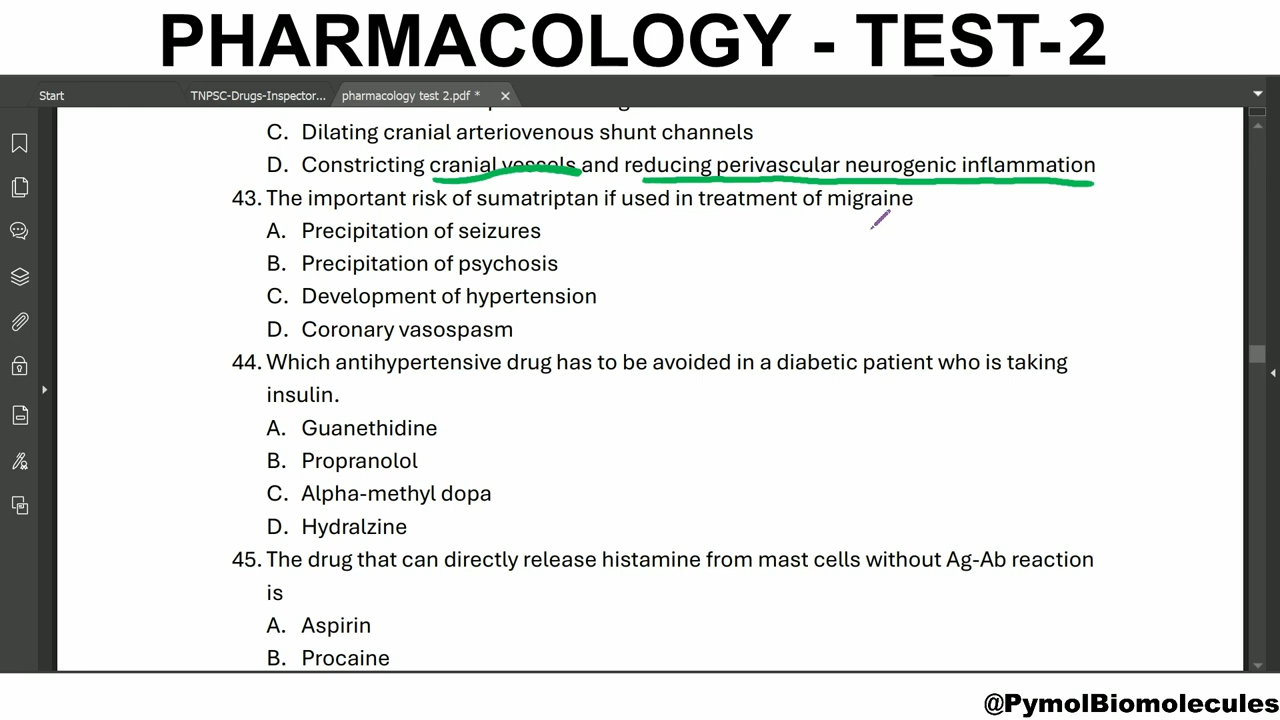 PHARMACOLOGY - TEST-2
Start
TNPSC-Drugs-Inspector...
pharmacology test 2.pdf *
C. Dilating cranial arteriovenous shunt channels
D. Constricting cranial vessels and reducing perivascular neurogenic inflammation
43. The important risk of sumatriptan if used in treatment of migraine
A. Precipitation of seizures
B. Precipitation of psychosis
C. Development of hypertension
D. Coronary vasospasm
44. Which antihypertensive drug has to be avoided in a diabetic patient who is taking
insulin.
A. Guanethidine
B. Propranolol
C. Alpha-methyl dopa
D. Hydralzine
45. The drug that can directly release histamine from mast cells without Ag-Ab reaction
is
A. Aspirin
B. Procaine
@PymolBiomolecules